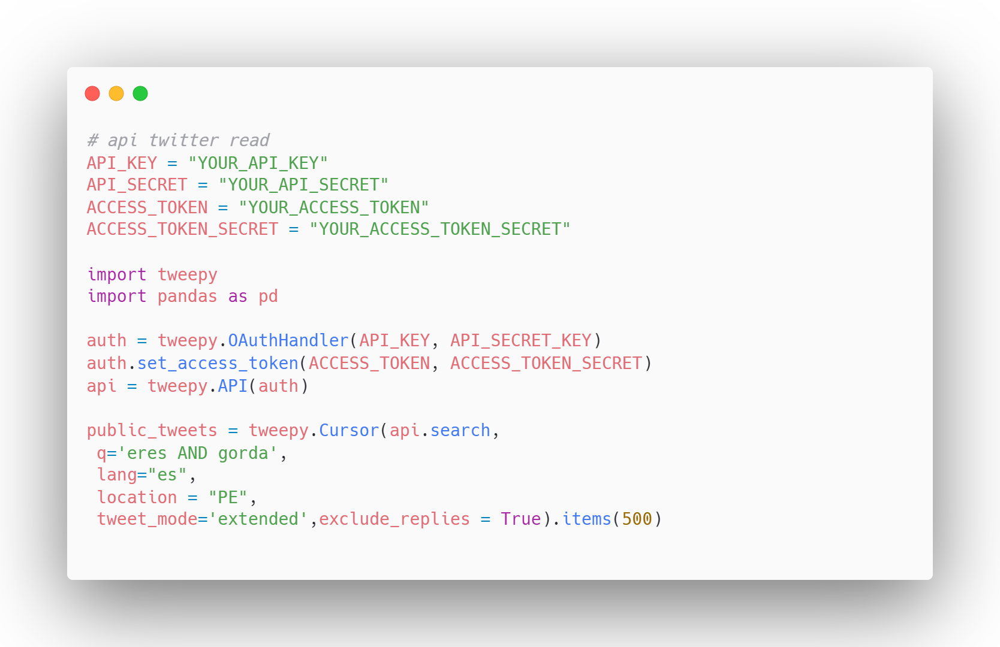 # api twitter read
API_KEY = "YOUR_API_KEY"
API_SECRET = "YOUR_API_SECRET"
ACCESS_TOKEN = "YOUR_ACCESS_TOKEN"
ACCESS_TOKEN_SECRET = "YOUR_ACCESS_TOKEN_SECRET"

import tweepy
import pandas as pd

auth = tweepy.OAuthHandler(API_KEY, API_SECRET_KEY)
auth.set_access_token(ACCESS_TOKEN, ACCESS_TOKEN_SECRET)
api = tweepy.API(auth)

public_tweets = tweepy.Cursor(api.search,
 q='eres AND gorda',
 lang="es",
 location = "PE",
 tweet_mode='extended',exclude_replies = True).items(500)